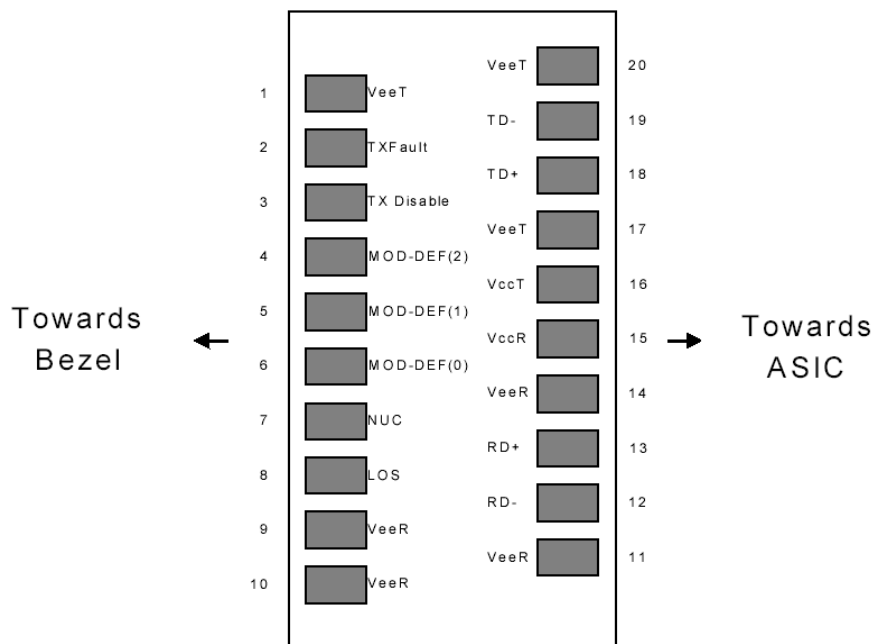 VeeT 20
1 VeeT
TD- 19
2 TXFault
TD+ 18
3 TX Disable
VeeT 17
4 MOD-DEF(2)
VccT 16
5 MOD-DEF(1)
Towards
Bezel
VccR 15
Towards
ASIC
6 MOD-DEF(0)
VeeR 14
7 NUC
RD+ 13
8 LOS
RD- 12
9 VeeR
VeeR 11
10 VeeR